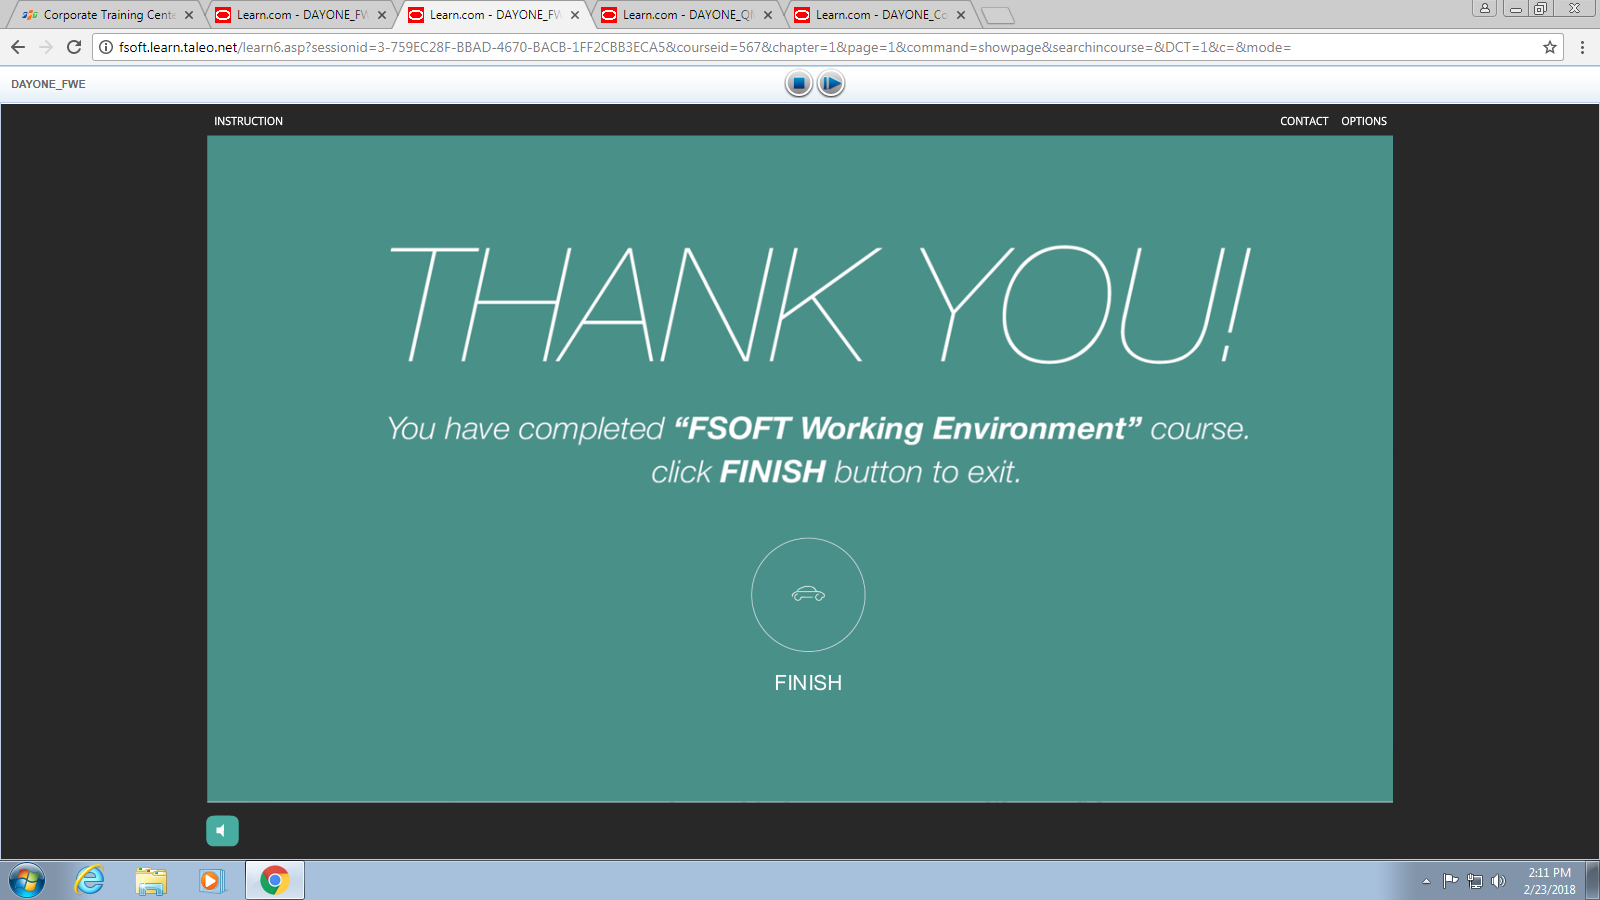 Corporate Training Cente
Learn.com - DAYONE_FW
Learn.com - DAYONE_FW
Learn.com - DAYONE_QM
Learn.com - DAYONE_Co
fsoft.learn.taleo.net/learn6.asp?sessionid=3-759EC28F-BBAD-4670-BACB-1FF2CBB3ECA5&courseid=567&chapter=1&page=1&command=showpage&searchincourse=&DCT=1&c=&mode=
DAYONE_FWE
INSTRUCTION
CONTACT OPTIONS
THANK YOU!
You have completed “FSOFT Working Environment” course.
click FINISH button to exit.
FINISH
2:11 PM
2/23/2018